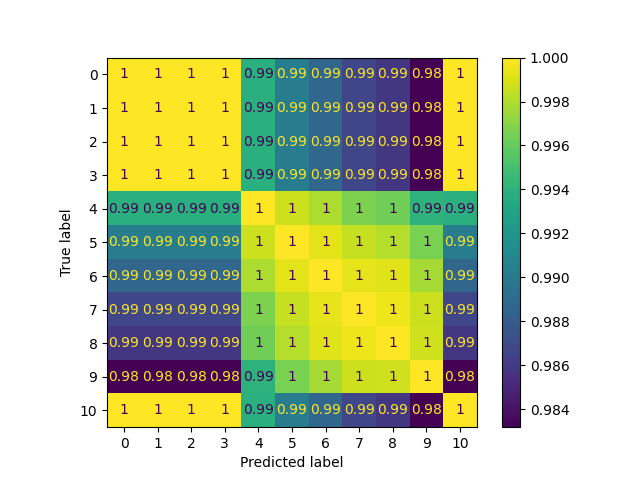 1.000
0 1 1 1 1 0.99 0.99 0.99 0.99 0.99 0.98 1
0.998
1 1 1 1 1 0.99 0.99 0.99 0.99 0.99 0.98 1
0.996
2 1 1 1 1 0.99 0.99 0.99 0.99 0.99 0.98 1
3 1 1 1 1 0.99 0.99 0.99 0.99 0.99 0.98 1
0.994
4 0.99 0.99 0.99 0.99 1 1 1 1 1 0.99 0.99
0.992
5 0.99 0.99 0.99 0.99 1 1 1 1 1 1 0.99
True label
6 0.99 0.99 0.99 0.99 1 1 1 1 1 1 0.99
0.990
7 0.99 0.99 0.99 0.99 1 1 1 1 1 1 0.99
0.988
8 0.99 0.99 0.99 0.99 1 1 1 1 1 1 0.99
0.986
9 0.98 0.98 0.98 0.98 0.99 1 1 1 1 1 0.98
10 1 1 1 1 0.99 0.99 0.99 0.99 0.99 0.98 1
0.984
0 1 2 3 4 5 6 7 8 9 10
Predicted label